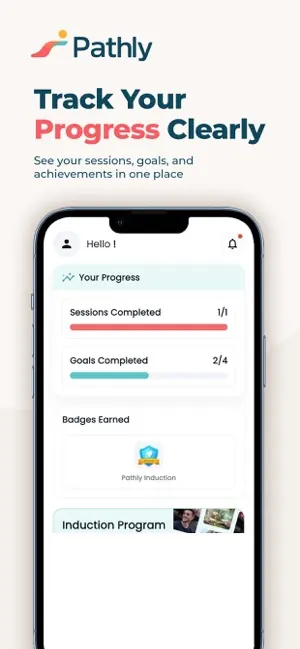 Pathly
Track Your
Progress Clearly
See your sessions, goals, and
achievements in one place
Hello !
Your Progress
Sessions Completed 1/1
Goals Completed 2/4
Badges Earned
Pathly Induction
Induction Program